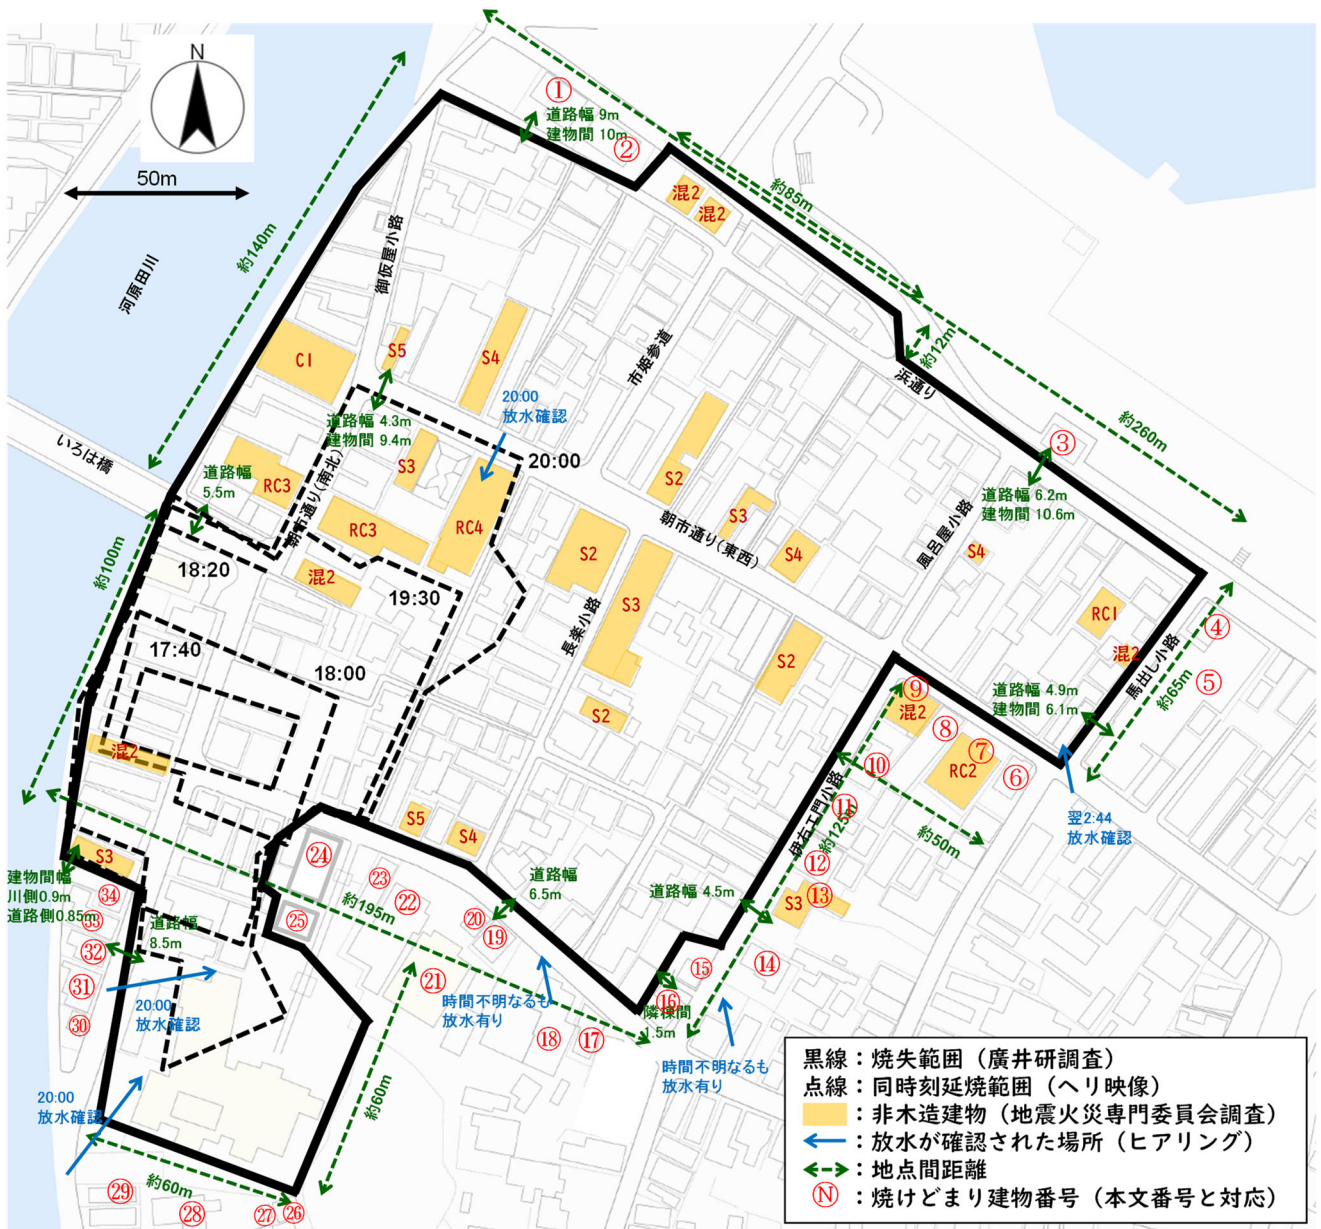 N
50m
①
道路幅 9m
建物間 10m
②
混2
混2
約85m
約140m
河原田川
御仮屋小路
C1
S5
S4
市姫参道
約12m
浜通り
20:00
放水確認
道路幅 4.3m
建物間 9.4m
約260m
いろは橋
道路幅
5.5m
RC3
朝市通り(南北)
S3
20:00
S2
③
道路幅 6.2m
建物間 10.6m
RC3
RC4
朝市通り(東西)
S3
S4
風呂屋小路
S4
約100m
18:20
混2
19:30
S2
S3
長楽小路
RC1
混2
④
馬出し小路
約65m
⑤
17:40
18:00
S2
S2
道路幅 4.9m
建物間 6.1m
⑨
混2
⑧
⑦
RC2
⑥
混2
⑩
伊右エ門小路
⑪
約125m
約50m
翌2:44
放水確認
S5
S4
S3
建物間幅
川側0.9m
道路側0.85m
㉞
㉝
道路幅
8.5m
㉜
㉛
㉚
㉔
㉓
㉒
約195m
㉕
道路幅
6.5m
⑳
⑲
㉑
道路幅 4.5m
⑫
⑬
S3
⑭
⑮
⑯
隣棟間
1.5m
20:00
放水確認
時間不明なるも
放水有り
⑱
⑰
時間不明なるも
放水有り
20:00
放水確認
約60m
約60m
㉙
㉘
㉗
㉖
黒線：焼失範囲（廣井研調査）
点線：同時刻延焼範囲（ヘリ映像）
：非木造建物（地震火災専門委員会調査）
：放水が確認された場所（ヒアリング）
：地点間距離
Ⓝ：焼けどまり建物番号（本文番号と対応）